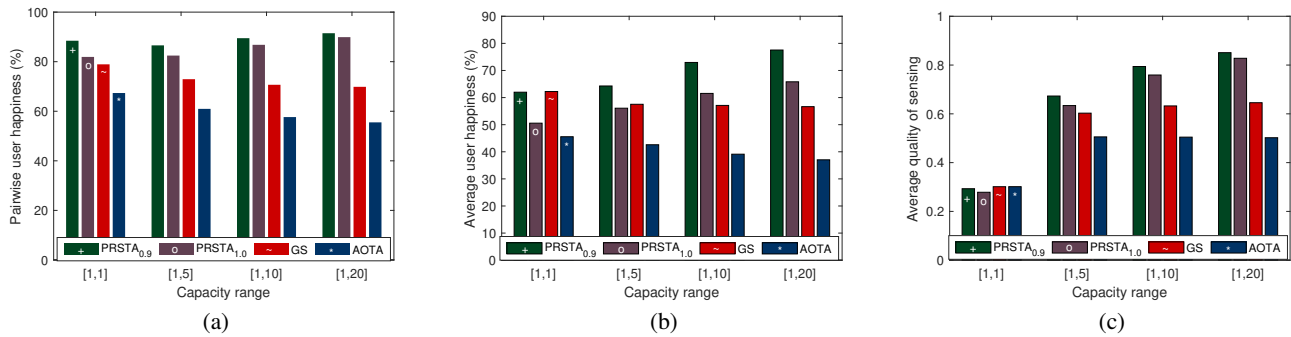 100
80
60
40
20
0
Pairwise user happiness (%)
+ PRSTA0.9 o PRSTA1.0 ~ GS * AOTA
[1,1] [1,5] [1,10] [1,20]
Capacity range
(a)
90
80
70
60
50
40
30
20
10
0
Average user happiness (%)
+ PRSTA0.9 o PRSTA1.0 ~ GS * AOTA
[1,1] [1,5] [1,10] [1,20]
Capacity range
(b)
1
0.8
0.6
0.4
0.2
0
Average quality of sensing
+ PRSTA0.9 o PRSTA1.0 ~ GS * AOTA
[1,1] [1,5] [1,10] [1,20]
Capacity range
(c)